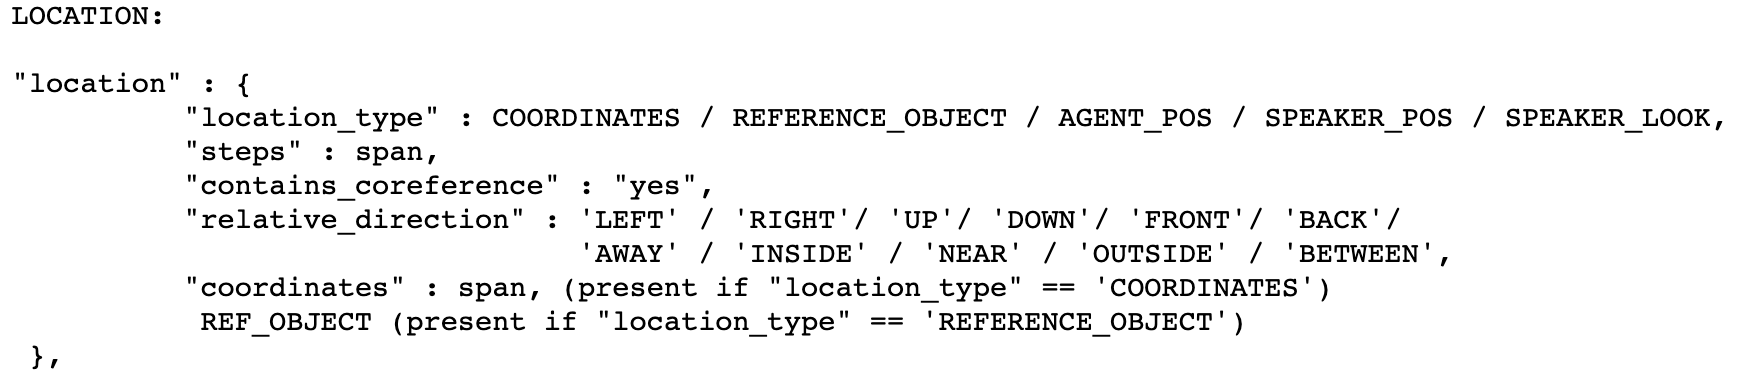 LOCATION:
"location" : {
"location_type" : COORDINATES / REFERENCE_OBJECT / AGENT_POS / SPEAKER_POS / SPEAKER_LOOK,
"steps" : span,
"contains_coreference" : "yes",
"relative_direction" : 'LEFT' / 'RIGHT'/ 'UP'/ 'DOWN'/ 'FRONT'/ 'BACK'/
'AWAY' / 'INSIDE' / 'NEAR' / 'OUTSIDE' / 'BETWEEN',
"coordinates" : span, (present if "location_type" == 'COORDINATES')
REF_OBJECT (present if "location_type" == 'REFERENCE_OBJECT')
},